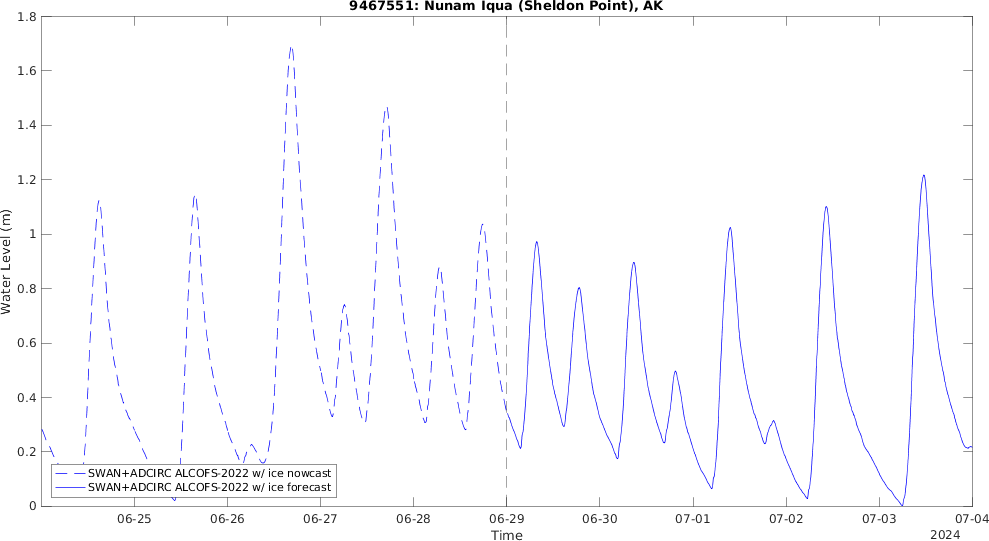 9467551: Nunam Iqua (Sheldon Point), AK
1.8
1.6
1.4
1.2
1
0.8
0.6
0.4
0.2
0
Water Level (m)
SWAN+ADCIRC ALCOFS-2022 w/ ice nowcast
SWAN+ADCIRC ALCOFS-2022 w/ ice forecast
06-25 06-26 06-27 06-28 06-29 06-30 07-01 07-02 07-03 07-04
Time
2024